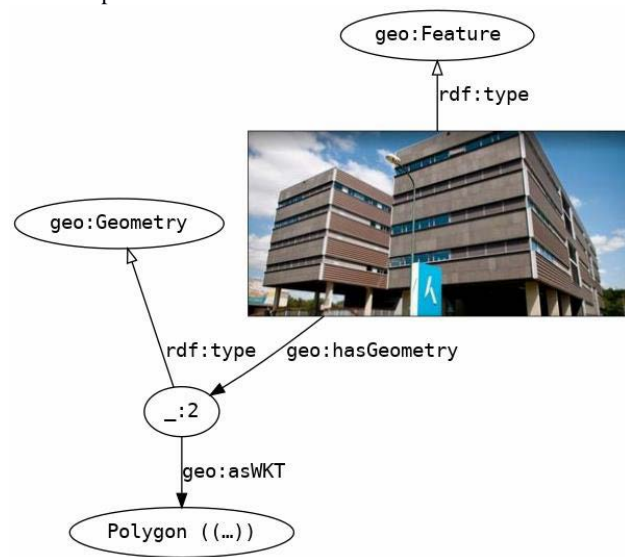 geo:Feature
rdf:type
geo:Geometry
rdf:type
geo:hasGeometry
_:2
geo:asWKT
Polygon ((…))